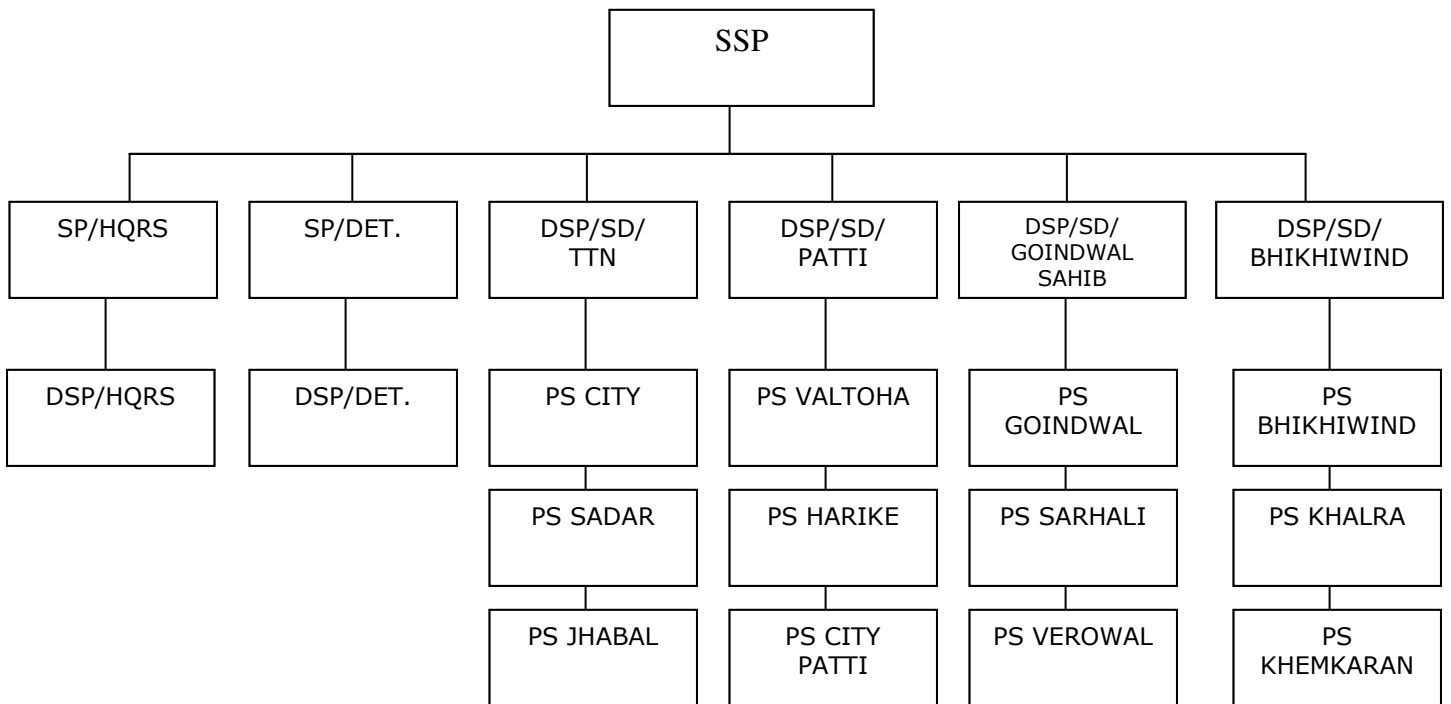 SSP
SP/HQRS
SP/DET.
DSP/SD/
TTN
DSP/SD/
PATTI
DSP/SD/
GOINDWAL
SAHIB
DSP/SD/
BHIKHIWIND
DSP/HQRS
DSP/DET.
PS CITY
PS VALTOHA
PS
GOINDWAL
PS
BHIKHIWIND
PS SADAR
PS HARIKE
PS SARHALI
PS KHALRA
PS JHABAL
PS CITY
PATTI
PS VEROWAL
PS
KHEMKARAN